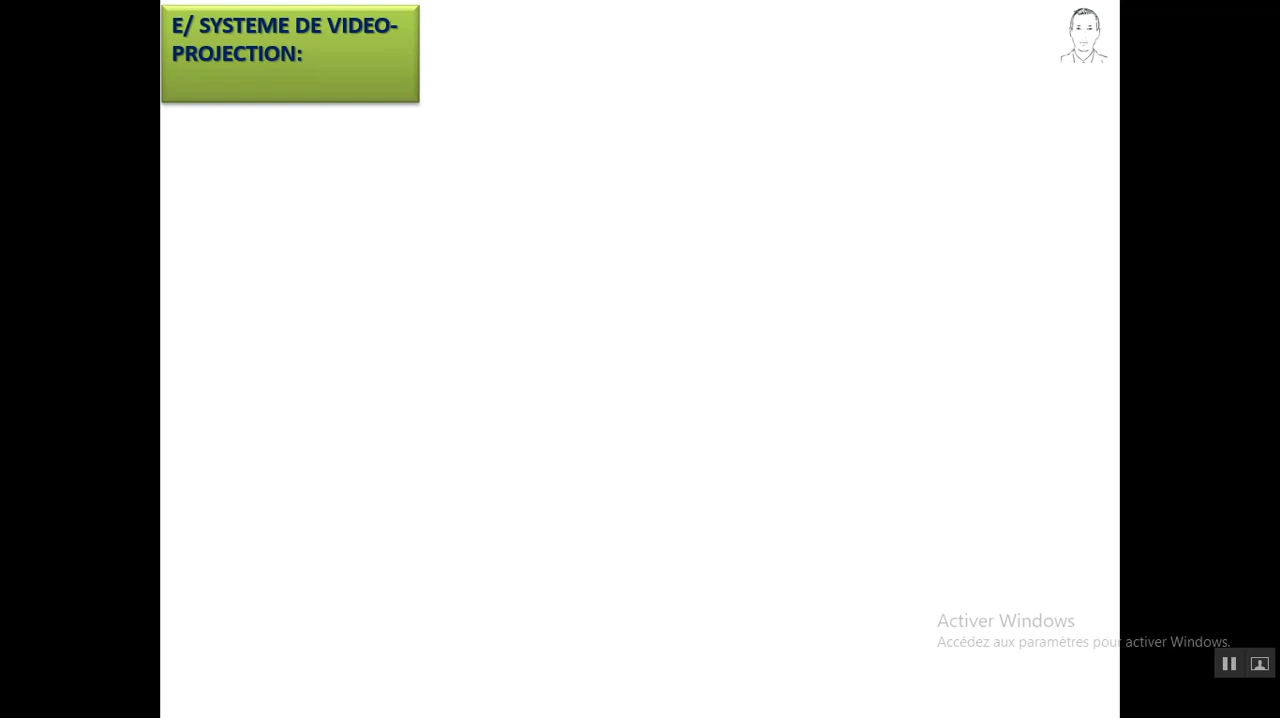 E/ SYSTEME DE VIDEO-
PROJECTION:
Activer Windows
Accédez aux paramètres pour activer Windows.